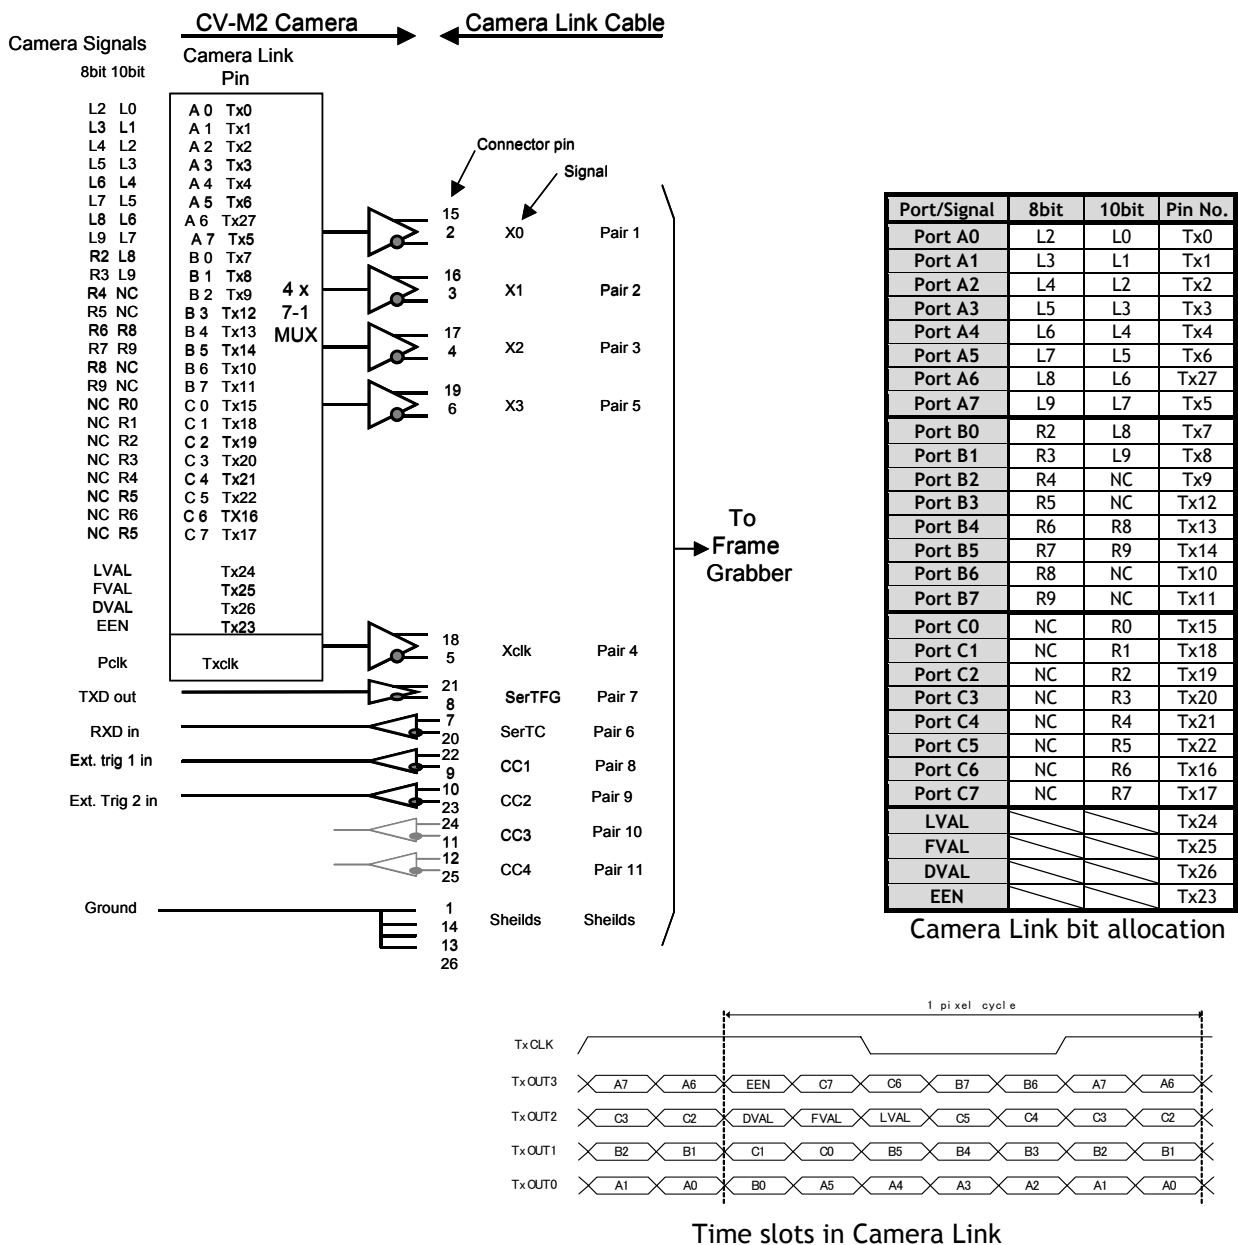 CV-M2 Camera Camera Link Cable
Camera Signals
8bit 10bit
Camera Link
Pin
L2 L0 A 0 Tx0
L3 L1 A 1 Tx1
L4 L2 A 2 Tx2
L5 L3 A 3 Tx3
L6 L4 A 4 Tx4
L7 L5 A 5 Tx6
L8 L6 A 6 Tx27
L9 L7 A 7 Tx5
R2 L8 B 0 Tx7
R3 L9 B 1 Tx8
R4 NC B 2 Tx9
R5 NC B 3 Tx12
R6 R8 B 4 Tx13
R7 R9 B 5 Tx14
R8 NC B 6 Tx10
R9 NC B 7 Tx11
NC R0 C 0 Tx15
NC R1 C 1 Tx18
NC R2 C 2 Tx19
NC R3 C 3 Tx20
NC R4 C 4 Tx21
NC R5 C 5 Tx22
NC R6 C 6 TX16
NC R5 C 7 Tx17
LVAL Tx24
FVAL Tx25
DVAL Tx26
EEN Tx23
Pclk Txclk
4 x
7-1
MUX
Connector pin
Signal
15
2 X0 Pair 1
16
3 X1 Pair 2
17
4 X2 Pair 3
19
6 X3 Pair 5
18
5 Xclk Pair 4
TXD out 21
8 SerTFG Pair 7
RXD in 7
20 SerTC Pair 6
Ext. trig 1 in 22
9 CC1 Pair 8
Ext. Trig 2 in 10
23 CC2 Pair 9
24
11 CC3 Pair 10
12
25 CC4 Pair 11
Ground 1
14 Sheilds Sheilds
13
26
To
Frame
Grabber
Port/Signal 8bit 10bit Pin No.
Port A0 L2 L0 Tx0
Port A1 L3 L1 Tx1
Port A2 L4 L2 Tx2
Port A3 L5 L3 Tx3
Port A4 L6 L4 Tx4
Port A5 L7 L5 Tx6
Port A6 L8 L6 Tx27
Port A7 L9 L7 Tx5
Port B0 R2 L8 Tx7
Port B1 R3 L9 Tx8
Port B2 R4 NC Tx9
Port B3 R5 NC Tx12
Port B4 R6 R8 Tx13
Port B5 R7 R9 Tx14
Port B6 R8 NC Tx10
Port B7 R9 NC Tx11
Port C0 NC R0 Tx15
Port C1 NC R1 Tx18
Port C2 NC R2 Tx19
Port C3 NC R3 Tx20
Port C4 NC R4 Tx21
Port C5 NC R5 Tx22
Port C6 NC R6 Tx16
Port C7 NC R7 Tx17
LVAL Tx24
FVAL Tx25
DVAL Tx26
EEN Tx23
Camera Link bit allocation
1 pixel cycle
TxCLK
TxOUT3 A7 A6 EEN C7 C6 B7 B6 A7 A6
TxOUT2 C3 C2 DVAL FVAL LVAL C5 C4 C3 C2
TxOUT1 B2 B1 C1 C0 B5 B4 B3 B2 B1
TxOUT0 A1 A0 B0 A5 A4 A3 A2 A1 A0
Time slots in Camera Link